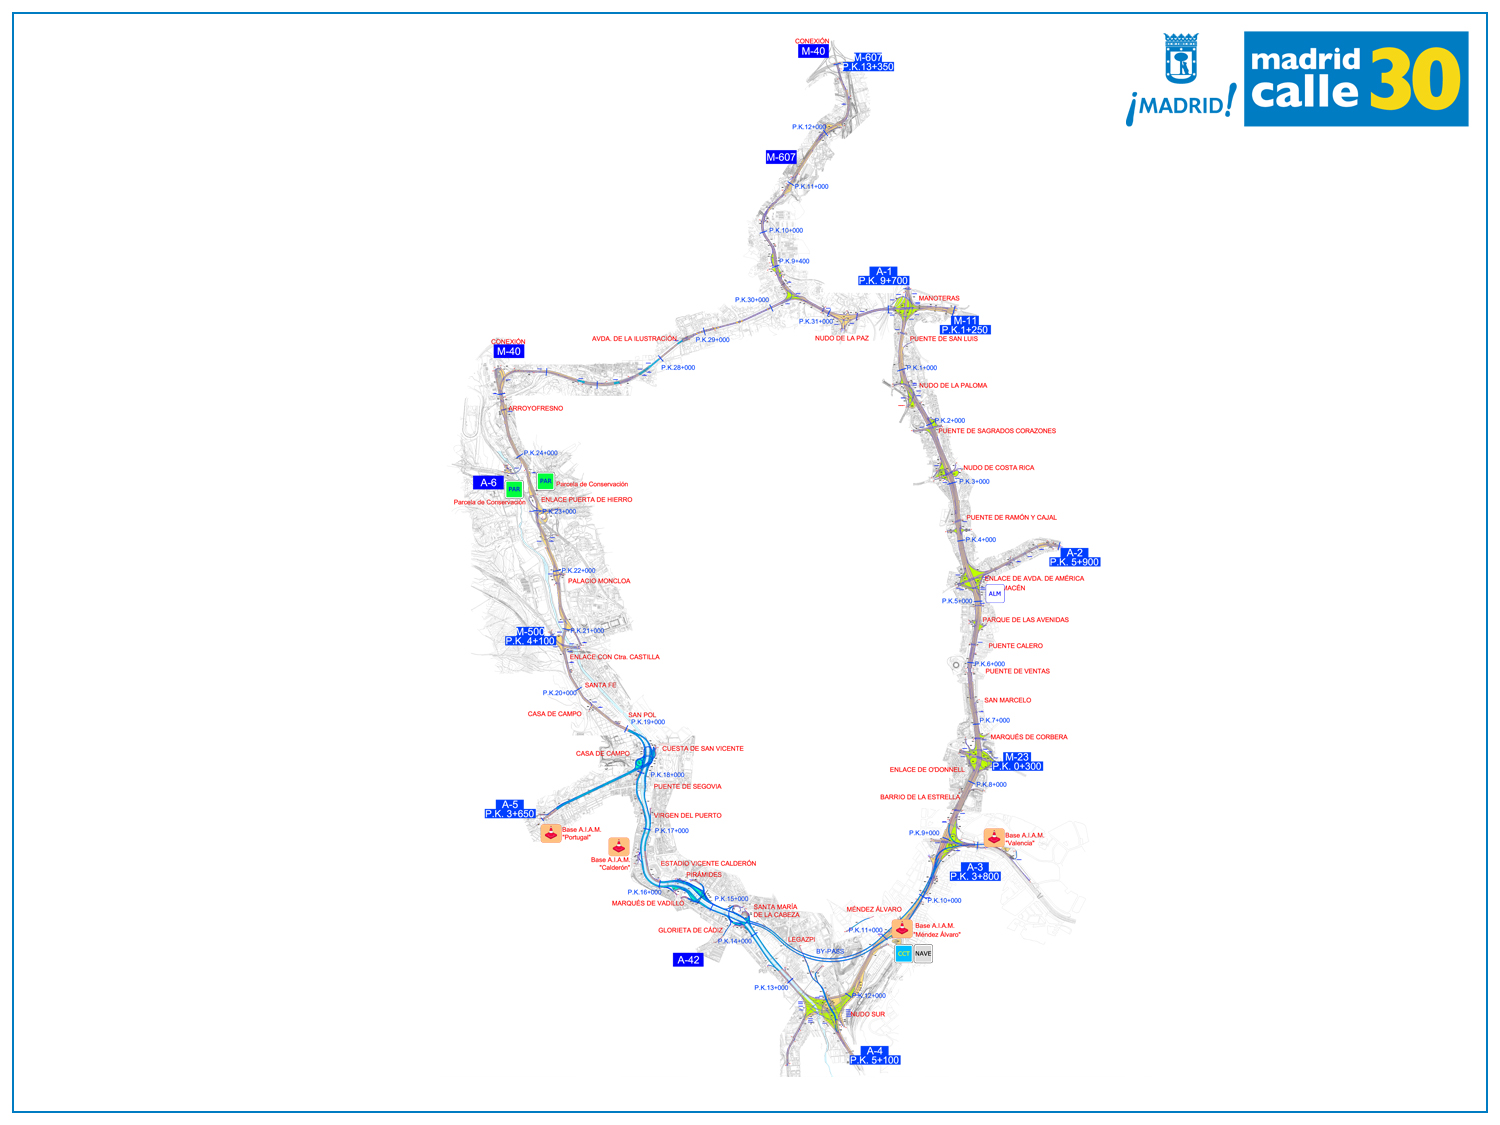 CONEXIÓN
M-40
M-607
P.K.13+350
¡MADRID!
madrid
calle 30
P.K.12+000
M-607
P.K.11+000
P.K.10+000
P.K.9+400
A-1
P.K. 9+700
P.K.30+000
MANOTERAS
P.K.31+000
M-11
P.K.1+250
AVDA. DE LA ILUSTRACIÓN
P.K.29+000
NUDO DE LA PAZ
PUENTE DE SAN LUIS
CONEXIÓN
M-40
P.K.28+000
P.K.1+000
NUDO DE LA PALOMA
ARROYOFRESNO
P.K.2+000
PUENTE DE SAGRADOS CORAZONES
P.K.24+000
NUDO DE COSTA RICA
A-6
PAR
PAR
Parcela de Conservación
P.K.3+000
Parcela de Conservación
ENLACE PUERTA DE HIERRO
P.K.23+000
PUENTE DE RAMÓN Y CAJAL
P.K.4+000
A-2
P.K. 5+900
P.K.22+000
PALACIO MONCLOA
ENLACE DE AVDA. DE AMÉRICA
MACÉN
ALM
P.K.5+000
PARQUE DE LAS AVENIDAS
M-500
P.K. 4+100
P.K.21+000
PUENTE CALERO
ENLACE CON Ctra. CASTILLA
P.K.6+000
PUENTE DE VENTAS
SANTA FE
P.K.20+000
SAN MARCELO
CASA DE CAMPO
SAN POL
P.K.19+000
P.K.7+000
MARQUÉS DE CORBERA
CASA DE CAMPO
CUESTA DE SAN VICENTE
M-23
P.K. 0+300
ENLACE DE O'DONNELL
P.K.18+000
PUENTE DE SEGOVIA
P.K.8+000
BARRIO DE LA ESTRELLA
A-5
P.K. 3+650
VIRGEN DEL PUERTO
Base A.I.A.M.
"Portugal"
P.K.17+000
P.K.9+000
Base A.I.A.M.
"Valencia"
Base A.I.A.M.
"Calderón"
ESTADIO VICENTE CALDERÓN
PIRÁMIDES
A-3
P.K. 3+800
P.K.16+000
P.K.15+000
P.K.10+000
MARQUÉS DE VADILLO
SANTA MARÍA
DE LA CABEZA
MÉNDEZ ÁLVARO
GLORIETA DE CÁDIZ
P.K.11+000
Base A.I.A.M.
"Méndez Álvaro"
P.K.14+000
LEGAZPI
BY-PASS
CCT
NAVE
A-42
P.K.13+000
P.K.12+000
NUDO SUR
A-4
P.K. 5+100